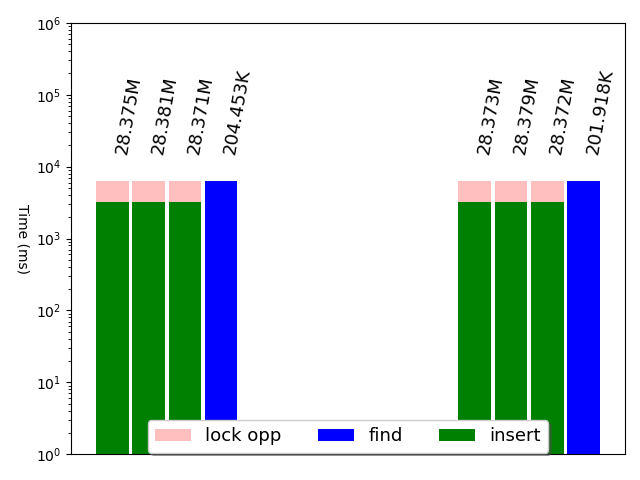 10^6
10^5
10^4
10^3
10^2
10^1
10^0
Time (ms)
28.375M
28.381M
28.371M
204.453K
28.373M
28.379M
28.372M
201.918K
lock opp
find
insert